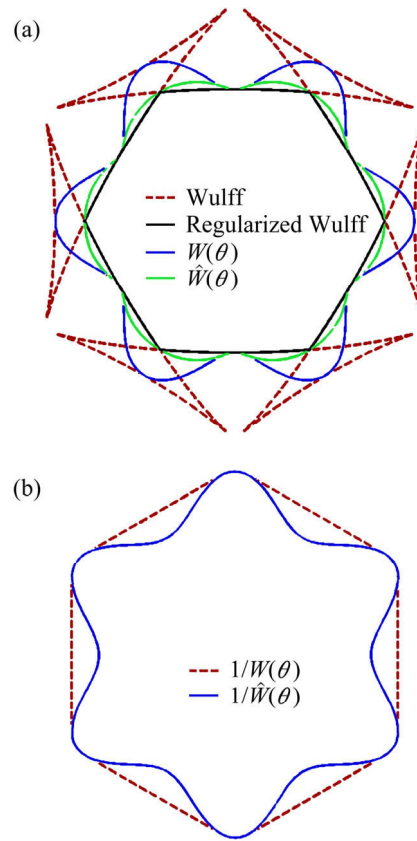 (a)
Wulff
Regularized Wulff
W(θ)
Ŵ(θ)
(b)
1/W(θ)
1/Ŵ(θ)